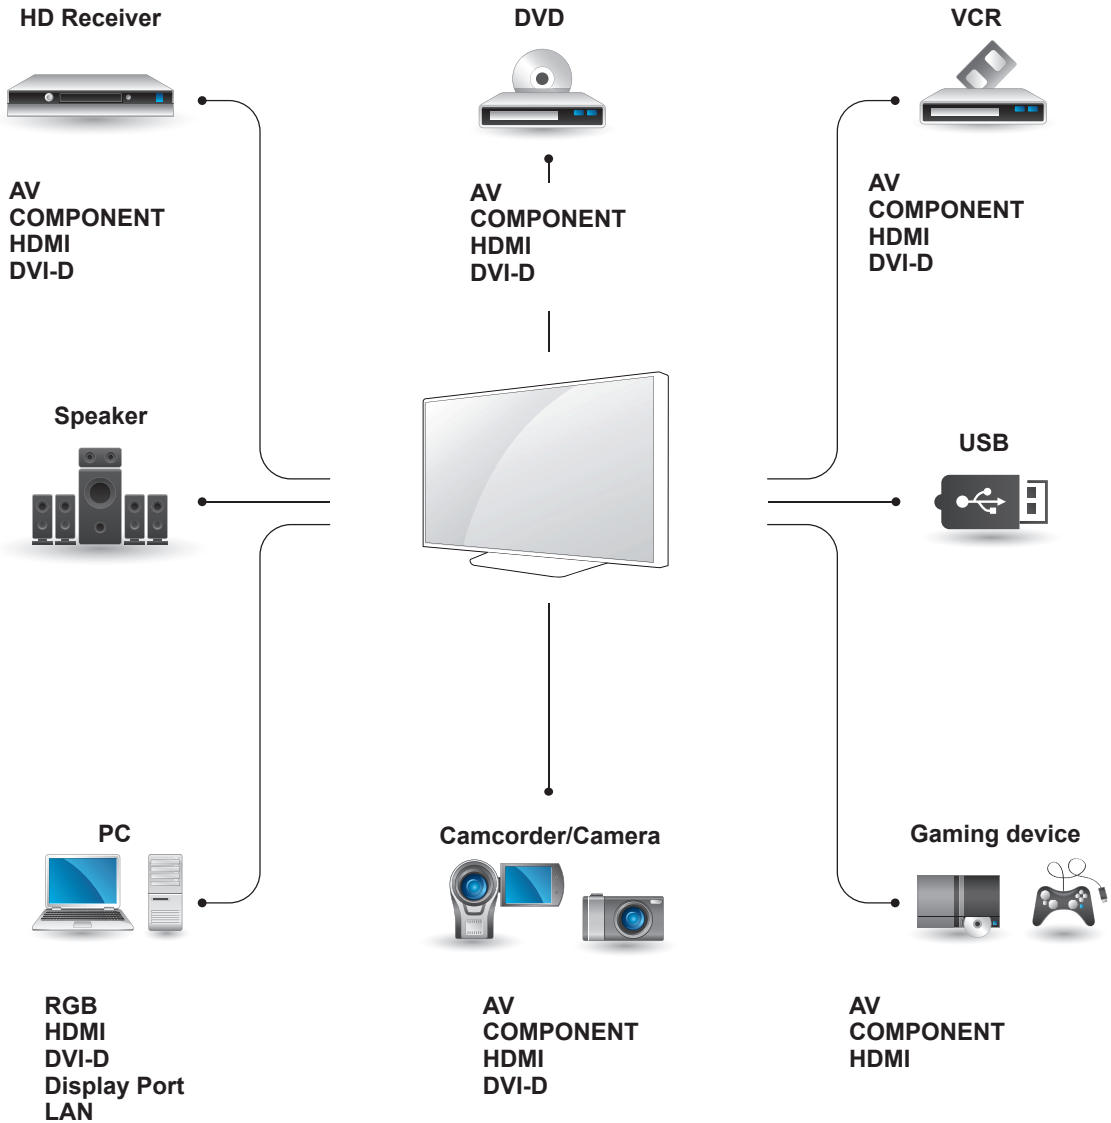 HD Receiver
AV
COMPONENT
HDMI
DVI-D
DVD
AV
COMPONENT
HDMI
DVI-D
VCR
AV
COMPONENT
HDMI
DVI-D
Speaker
USB
PC
RGB
HDMI
DVI-D
Display Port
LAN
Camcorder/Camera
AV
COMPONENT
HDMI
DVI-D
Gaming device
AV
COMPONENT
HDMI